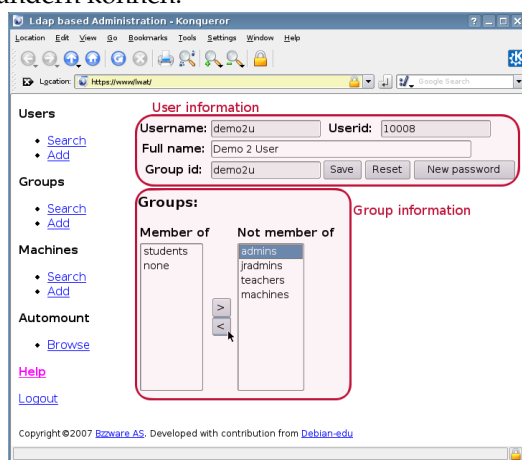 ändern können.
Ldap based Administration - Konqueror
Location Edit View Go Bookmarks Tools Settings Window Help
Location: https://www/lwat/ Google Search
User information
Username: demo2u Userid: 10008
Full name: Demo 2 User
Group id: demo2u Save Reset New password
Users
Search
Add
Groups
Search
Add
Machines
Search
Add
Automount
Browse
Help
Logout
Groups:
Group information
Member of Not member of
students
none
>
<
admins
jradmins
teachers
machines
Copyright©2007 Bzzware AS. Developed with contribution from Debian-edu